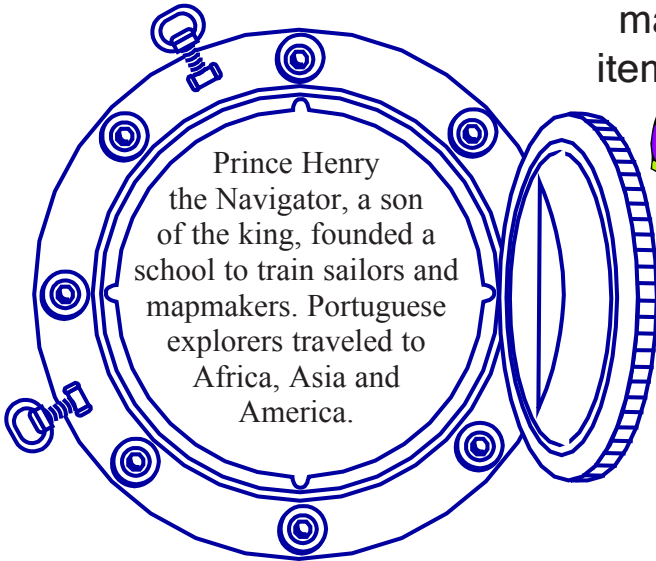 Prince Henry
the Navigator, a son
of the king, founded a
school to train sailors and
mapmakers. Portuguese
explorers traveled to
Africa, Asia and
America.